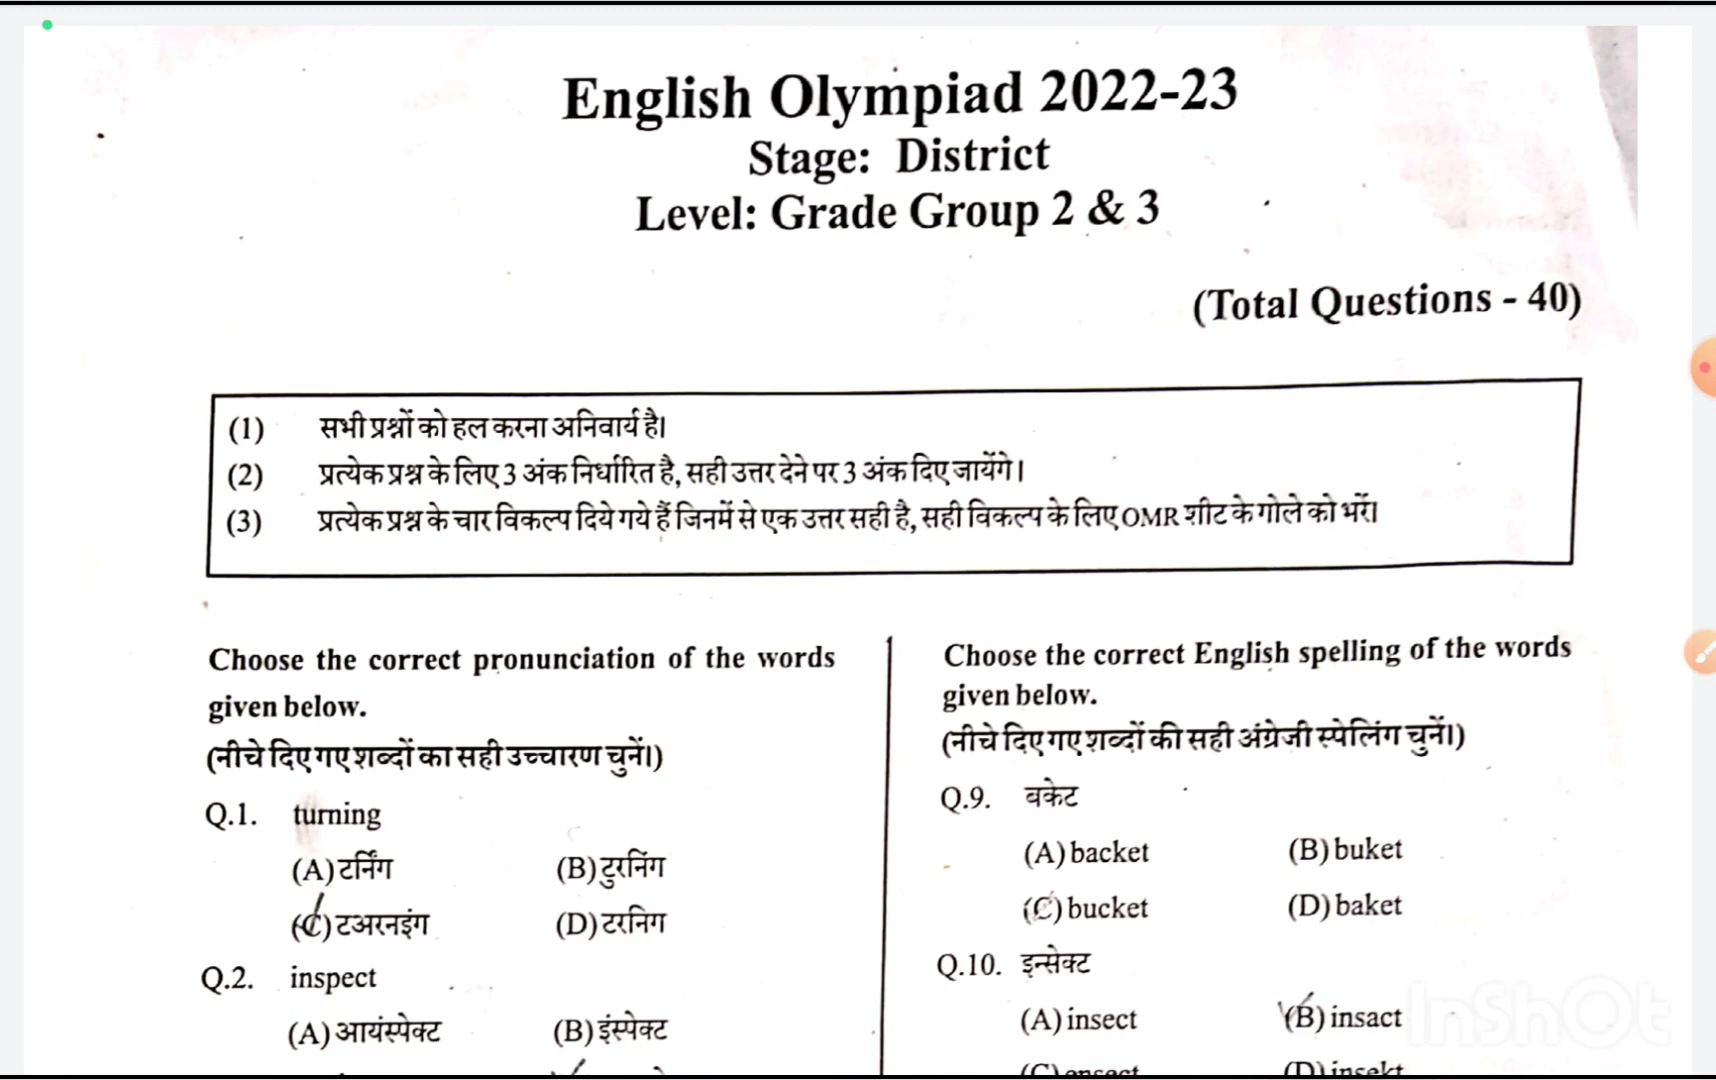 English Olympiad 2022-23
Stage: District
Level: Grade Group 2 & 3
(Total Questions - 40)
(1) सभी प्रश्नों को हल करना अनिवार्य है।
(2) प्रत्येक प्रश्न के लिए 3 अंक निर्धारित है, सही उत्तर देने पर 3 अंक दिए जायेंगे।
(3) प्रत्येक प्रश्न के चार विकल्प दिये गये हैं जिनमें से एक उत्तर सही है, सही विकल्प के लिए OMR शीट के गोले को भरें।
Choose the correct pronunciation of the words
given below.
(नीचे दिए गए शब्दों का सही उच्चारण चुनें।)
Q.1. turning
(A) टर्निंग (B) टुरनिंग
(C) टअरनइंग (D) टरनिग
Q.2. inspect
(A) आयंस्पेक्ट (B) इंस्पेक्ट
Choose the correct English spelling of the words
given below.
(नीचे दिए गए शब्दों की सही अंग्रेजी स्पेलिंग चुनें।)
Q.9. बकेट
(A) backet (B) buket
(C) bucket (D) baket
Q.10. इन्सेक्ट
(A) insect (B) insact
(C) ensect (D) insekt
InShOt